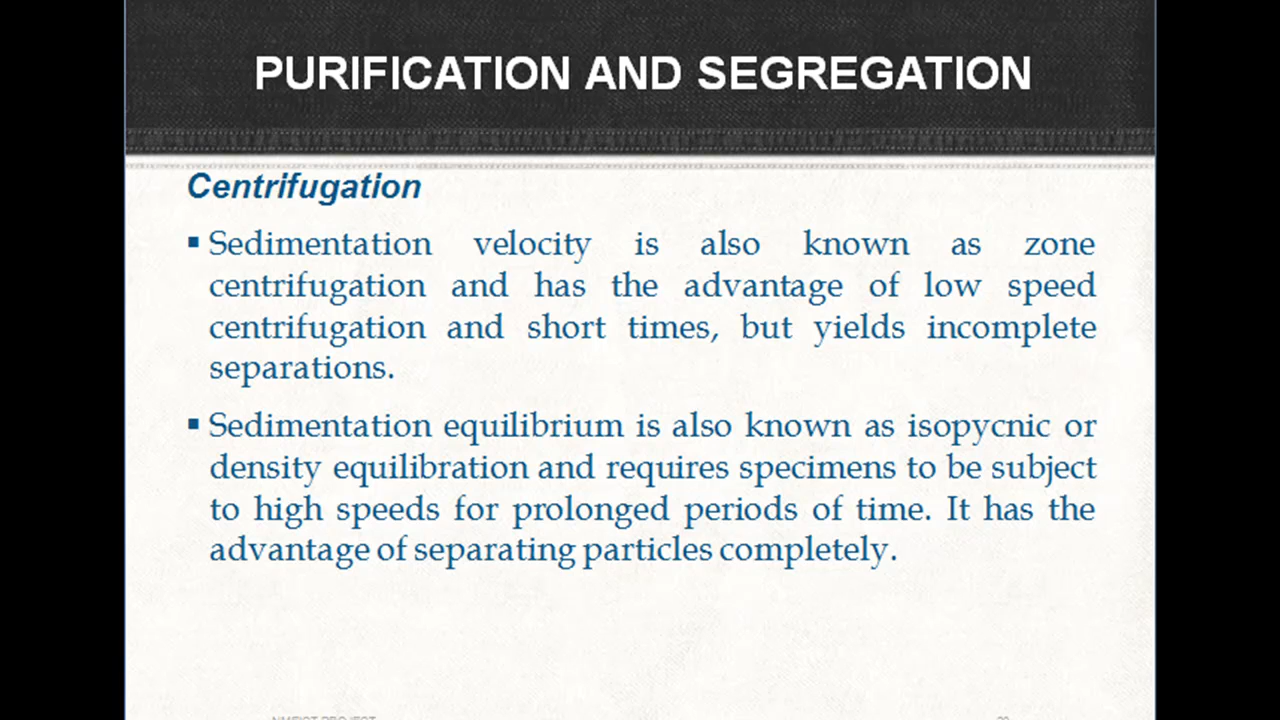 PURIFICATION AND SEGREGATION
Centrifugation
▪ Sedimentation velocity is also known as zone
centrifugation and has the advantage of low speed
centrifugation and short times, but yields incomplete
separations.
▪ Sedimentation equilibrium is also known as isopycnic or
density equilibration and requires specimens to be subject
to high speeds for prolonged periods of time. It has the
advantage of separating particles completely.